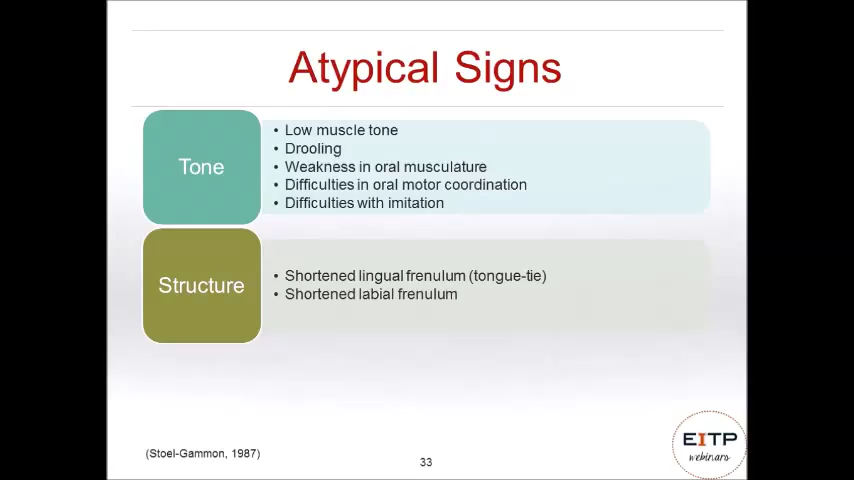 Atypical Signs
Tone
• Low muscle tone
• Drooling
• Weakness in oral musculature
• Difficulties in oral motor coordination
• Difficulties with imitation
Structure
• Shortened lingual frenulum (tongue-tie)
• Shortened labial frenulum
(Stoel-Gammon, 1987)
33
EITP
webinars